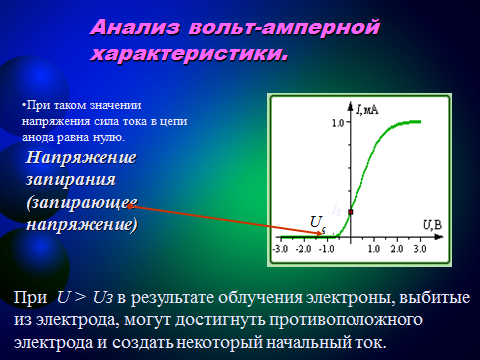 Анализ вольт-амперной
характеристики.
•При таком значении
напряжения сила тока в цепи
анода равна нулю.
Напряжение
запирания
(запирающее
напряжение)
I,мА
1.0
Uз
U,В
-3.0 -2.0 -1.0 1.0 2.0 3.0
При U > Uз в результате облучения электроны, выбитые
из электрода, могут достигнуть противоположного
электрода и создать некоторый начальный ток.